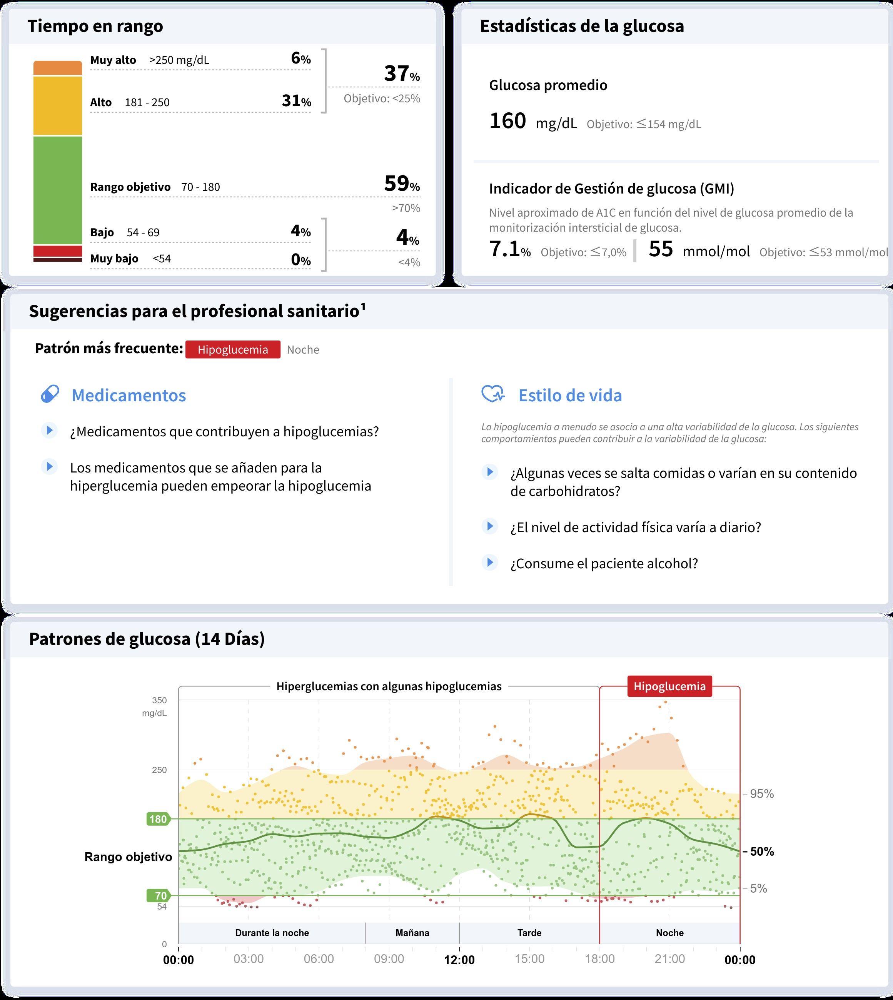 Tiempo en rango
Muy alto >250 mg/dL 6%
37%
Objetivo: <25%
Alto 181 - 250 31%
Rango objetivo 70 - 180 59%
>70%
Bajo 54 - 69 4%
4%
Muy bajo <54 0%
<4%
Estadísticas de la glucosa
Glucosa promedio
160 mg/dL Objetivo: ≤154 mg/dL
Indicador de Gestión de glucosa (GMI)
Nivel aproximado de A1C en función del nivel de glucosa promedio de la
monitorización intersticial de glucosa.
7.1% Objetivo: ≤7,0% 55 mmol/mol Objetivo: ≤53 mmol/mol
Sugerencias para el profesional sanitario¹
Patrón más frecuente: Hipoglucemia Noche
Medicamentos
¿Medicamentos que contribuyen a hipoglucemias?
Los medicamentos que se añaden para la
hiperglucemia pueden empeorar la hipoglucemia
Estilo de vida
La hipoglucemia a menudo se asocia a una alta variabilidad de la glucosa. Los siguientes
comportamientos pueden contribuir a la variabilidad de la glucosa:
¿Algunas veces se salta comidas o varían en su contenido
de carbohidratos?
¿El nivel de actividad física varía a diario?
¿Consume el paciente alcohol?
Patrones de glucosa (14 Días)
Hiperglucemias con algunas hipoglucemias Hipoglucemia
350
mg/dL
250
95%
180
Rango objetivo
50%
5%
70
54
Durante la noche Mañana Tarde Noche
0
00:00 03:00 06:00 09:00 12:00 15:00 18:00 21:00 00:00